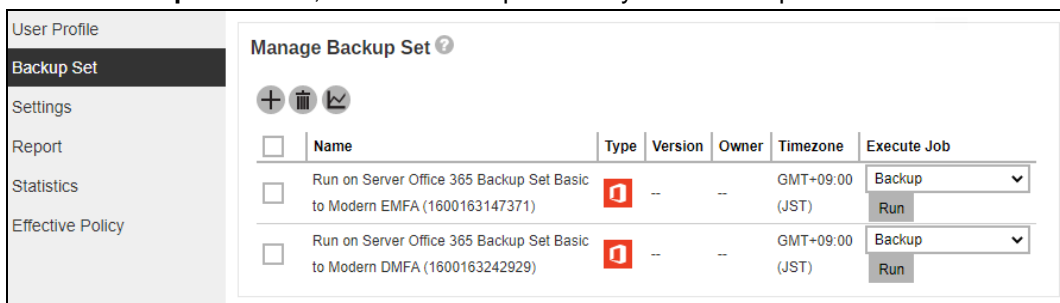 User Profile
Backup Set
Settings
Report
Statistics
Effective Policy
Manage Backup Set
Name Type Version Owner Timezone Execute Job
Run on Server Office 365 Backup Set Basic
to Modern EMFA (1600163147371)
-- --
GMT+09:00
(JST)
Backup
Run
Run on Server Office 365 Backup Set Basic
to Modern DMFA (1600163242929)
-- --
GMT+09:00
(JST)
Backup
Run